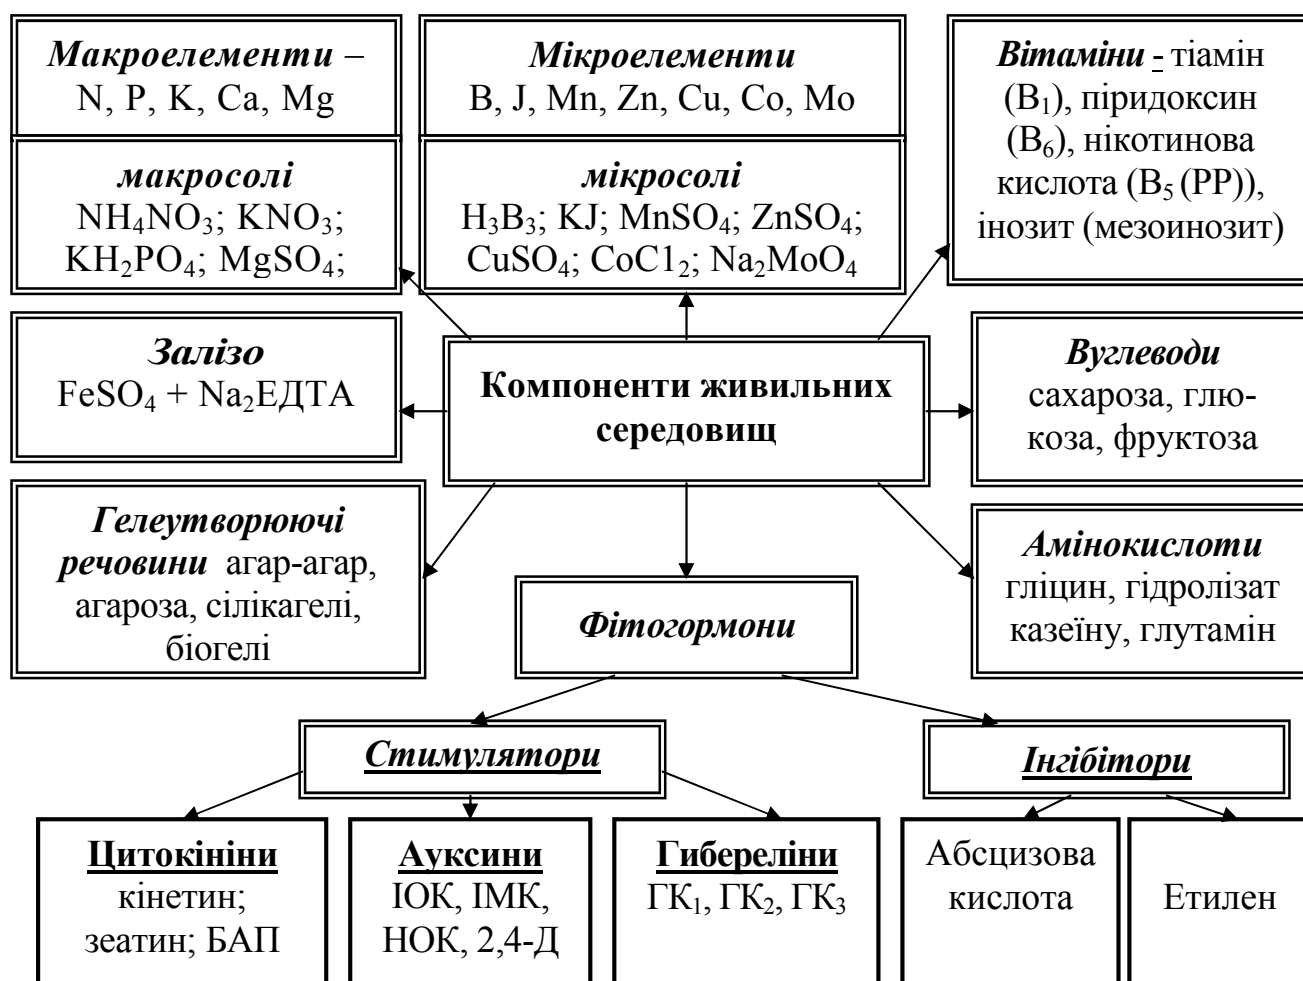 Макроелементи –
N, P, K, Ca, Mg
макросолі
NH₄NO₃; KNO₃;
KH₂PO₄; MgSO₄;
Мікроелементи
B, J, Mn, Zn, Cu, Co, Mo
мікросолі
H₃B₃; KJ; MnSO₄; ZnSO₄;
CuSO₄; CoC1₂; Na₂MoO₄
Вітаміни - тіамін
(B₁), піридоксин
(B₆), нікотинова
кислота (B₅ (PP)),
інозит (мезоинозит)
Залізо
FeSO₄ + Na₂ЕДТА
Компоненти живильних
середовищ
Вуглеводи
сахароза, глю-
коза, фруктоза
Гелеутворюючі
речовини агар-агар,
агароза, сілікагелі,
біогелі
Фітогормони
Амінокислоти
гліцин, гідролізат
казеїну, глутамін
Стимулятори
Інгібітори
Цитокініни
кінетин;
зеатин; БАП
Ауксини
ІОК, ІМК,
НОК, 2,4-Д
Гибереліни
ГК₁, ГК₂, ГК₃
Абсцизова
кислота
Етилен